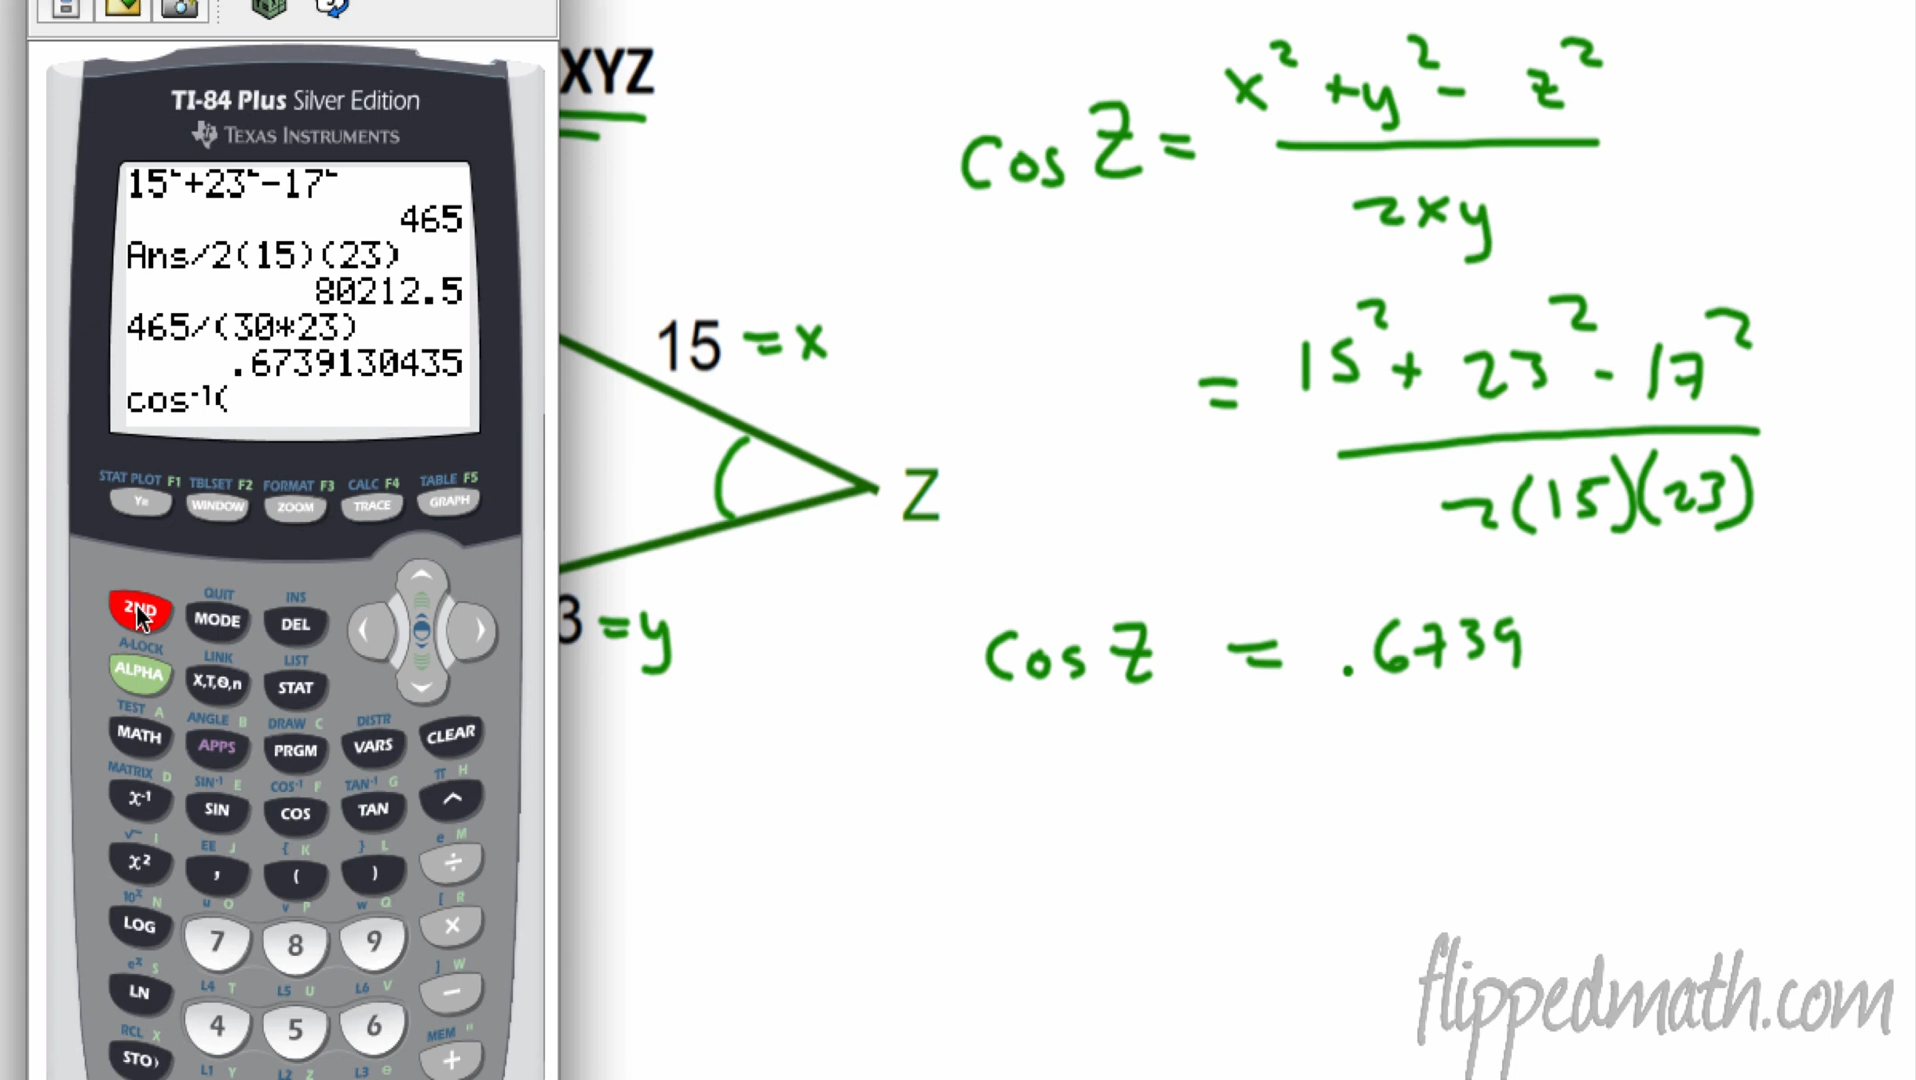 TI-84 Plus Silver Edition
TEXAS INSTRUMENTS
15²+23²-17²
465
Ans/2(15)(23)
80212.5
465/(30*23)
.6739130435
cos⁻¹(
STAT PLOT F1 TBLSET F2 FORMAT F3 CALC F4 TABLE F5
Y= WINDOW ZOOM TRACE GRAPH
QUIT INS
2ND MODE DEL
A-LOCK LINK LIST
ALPHA X,T,Θ,n STAT
TEST A ANGLE B DRAW C DISTR
MATH APPS PRGM VARS CLEAR
MATRIX D SIN⁻¹ E COS⁻¹ F TAN⁻¹ G π H
x⁻¹ SIN COS TAN ^
√ I EE J { K } L e M
x² , ( ) ÷
10ˣ N u O v P w Q [ R
LOG 7 8 9 ×
eˣ S L4 T L5 U L6 V ] W
LN 4 5 6 −
RCL X L1 Y L2 Z L3 θ MEM "
STO› +
XYZ
15 = x
Z
3 = y
cos Z = x² + y² - z²
2xy
= 15² + 23² - 17²
2(15)(23)
cos Z = .6739
flippedmath.com